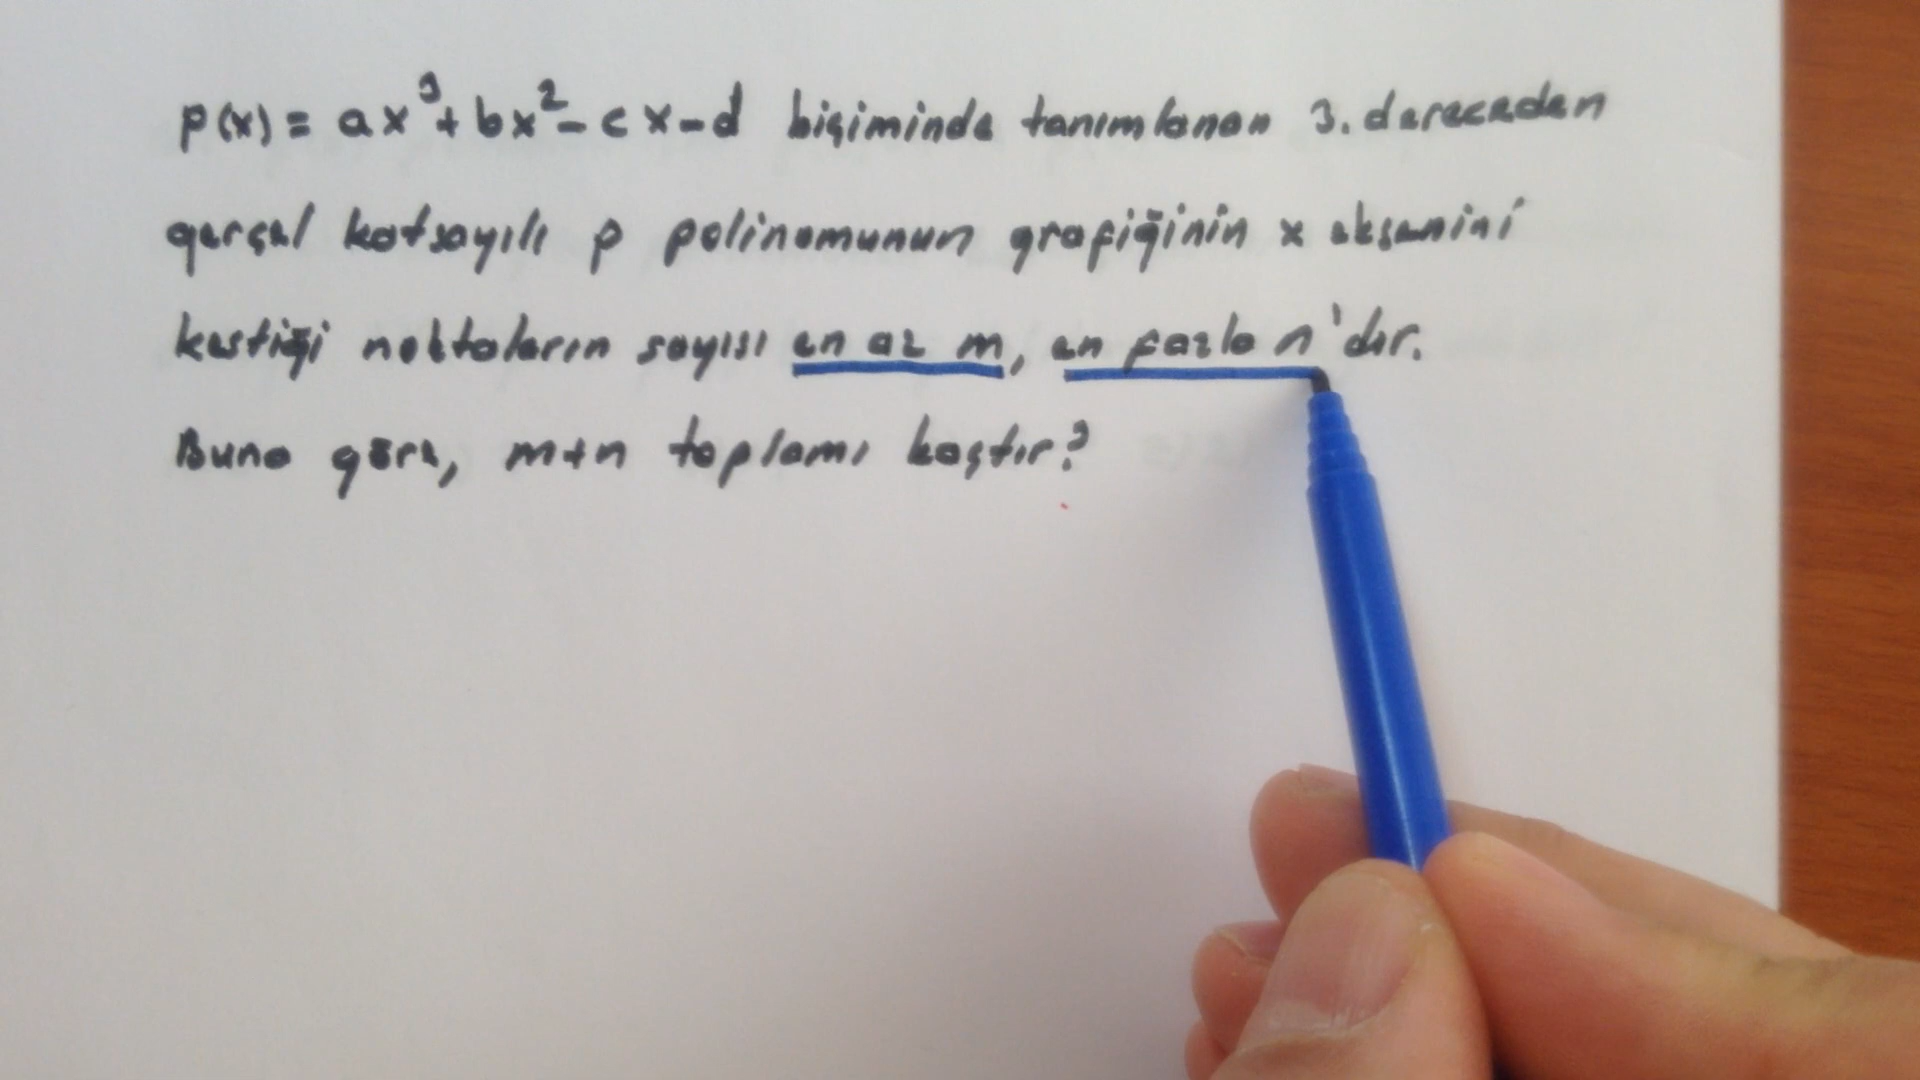 P(x) = ax³ + bx² - cx - d biçiminde tanımlanan 3. dereceden
gerçel katsayılı p polinomunun grafiğinin x eksenini
kestiği noktaların sayısı en az m, en fazla n'dir.
Buna göre, m+n toplamı kaçtır?